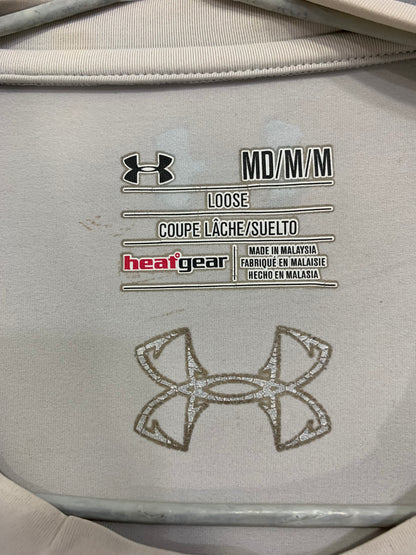 MD/M/M
LOOSE
COUPE LÂCHE/SUELTO
heatgear
MADE IN MALAYSIA
FABRIQUÉ EN MALAISIE
HECHO EN MALASIA